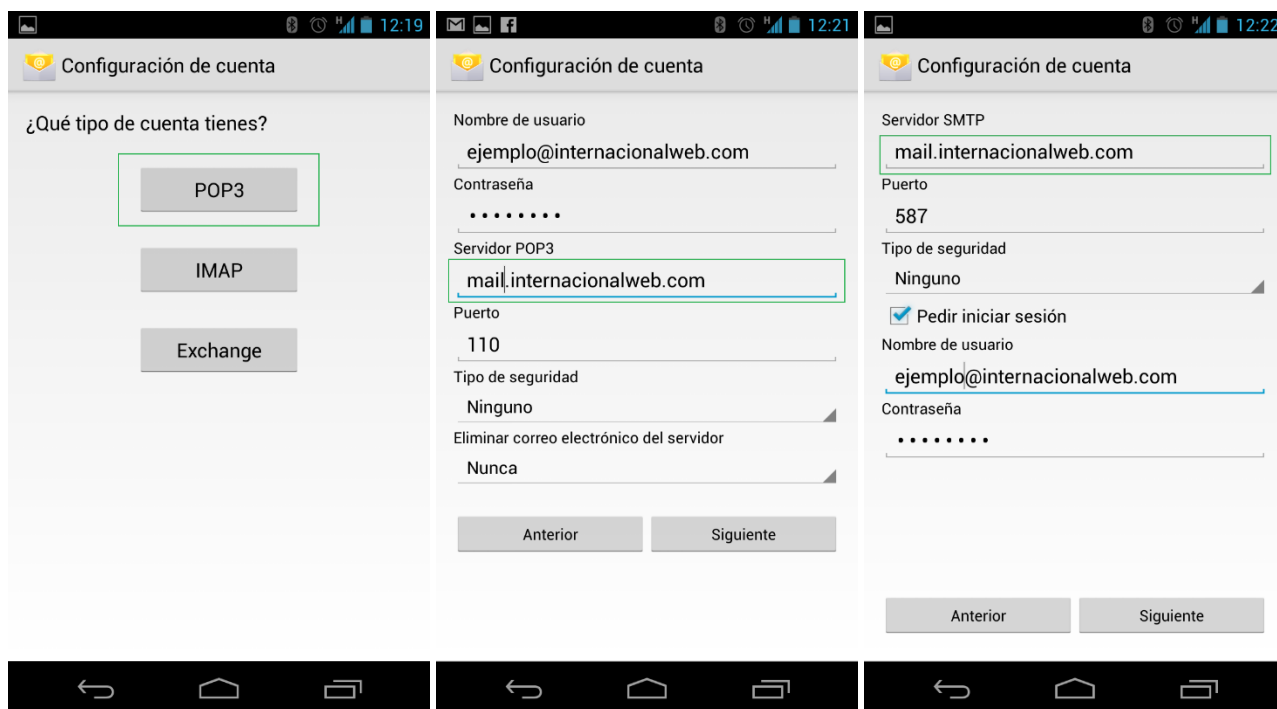 12:19
Configuración de cuenta
¿Qué tipo de cuenta tienes?
POP3
IMAP
Exchange
12:21
Configuración de cuenta
Nombre de usuario
ejemplo@internacionalweb.com
Contraseña
••••••••
Servidor POP3
mail.internacionalweb.com
Puerto
110
Tipo de seguridad
Ninguno
Eliminar correo electrónico del servidor
Nunca
Anterior
Siguiente
H 12:22
Configuración de cuenta
Servidor SMTP
mail.internacionalweb.com
Puerto
587
Tipo de seguridad
Ninguno
Pedir iniciar sesión
Nombre de usuario
ejemplo@internacionalweb.com
Contraseña
••••••••
Anterior
Siguiente